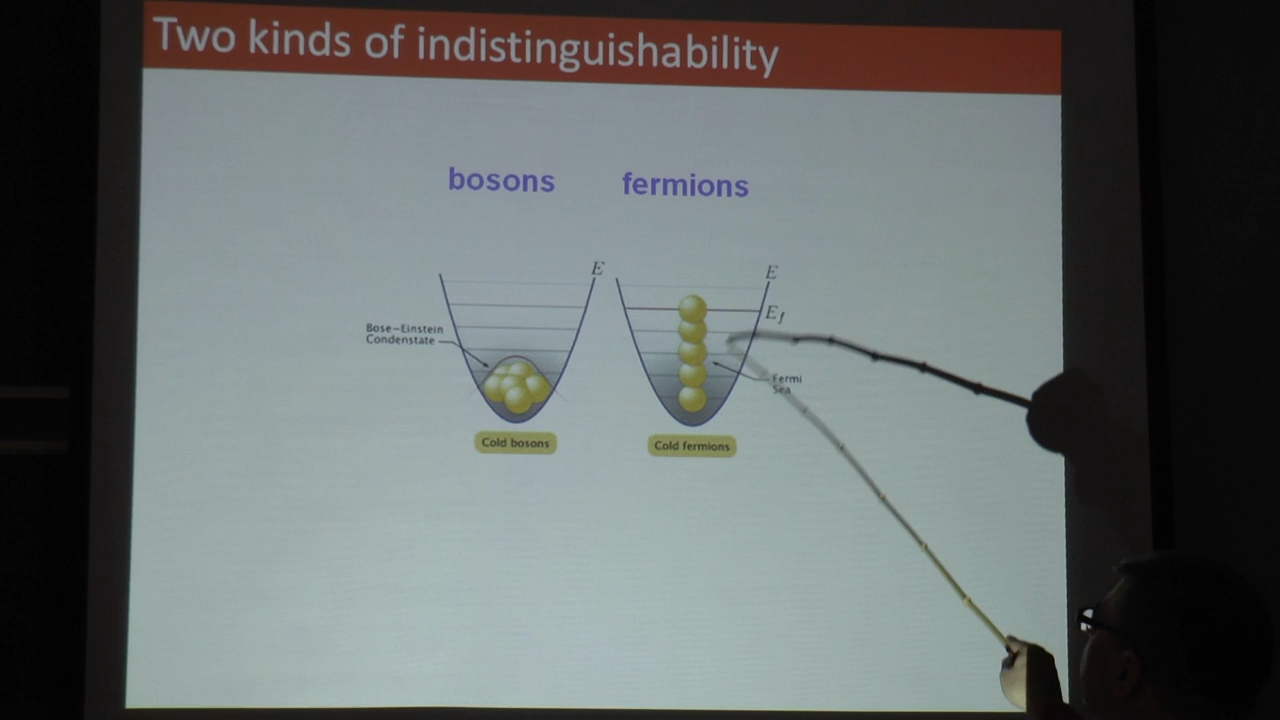 Two kinds of indistinguishability
bosons
fermions
E
E
Bose-Einstein
Condenstate
E_f
Fermi
Sea
Cold bosons
Cold fermions